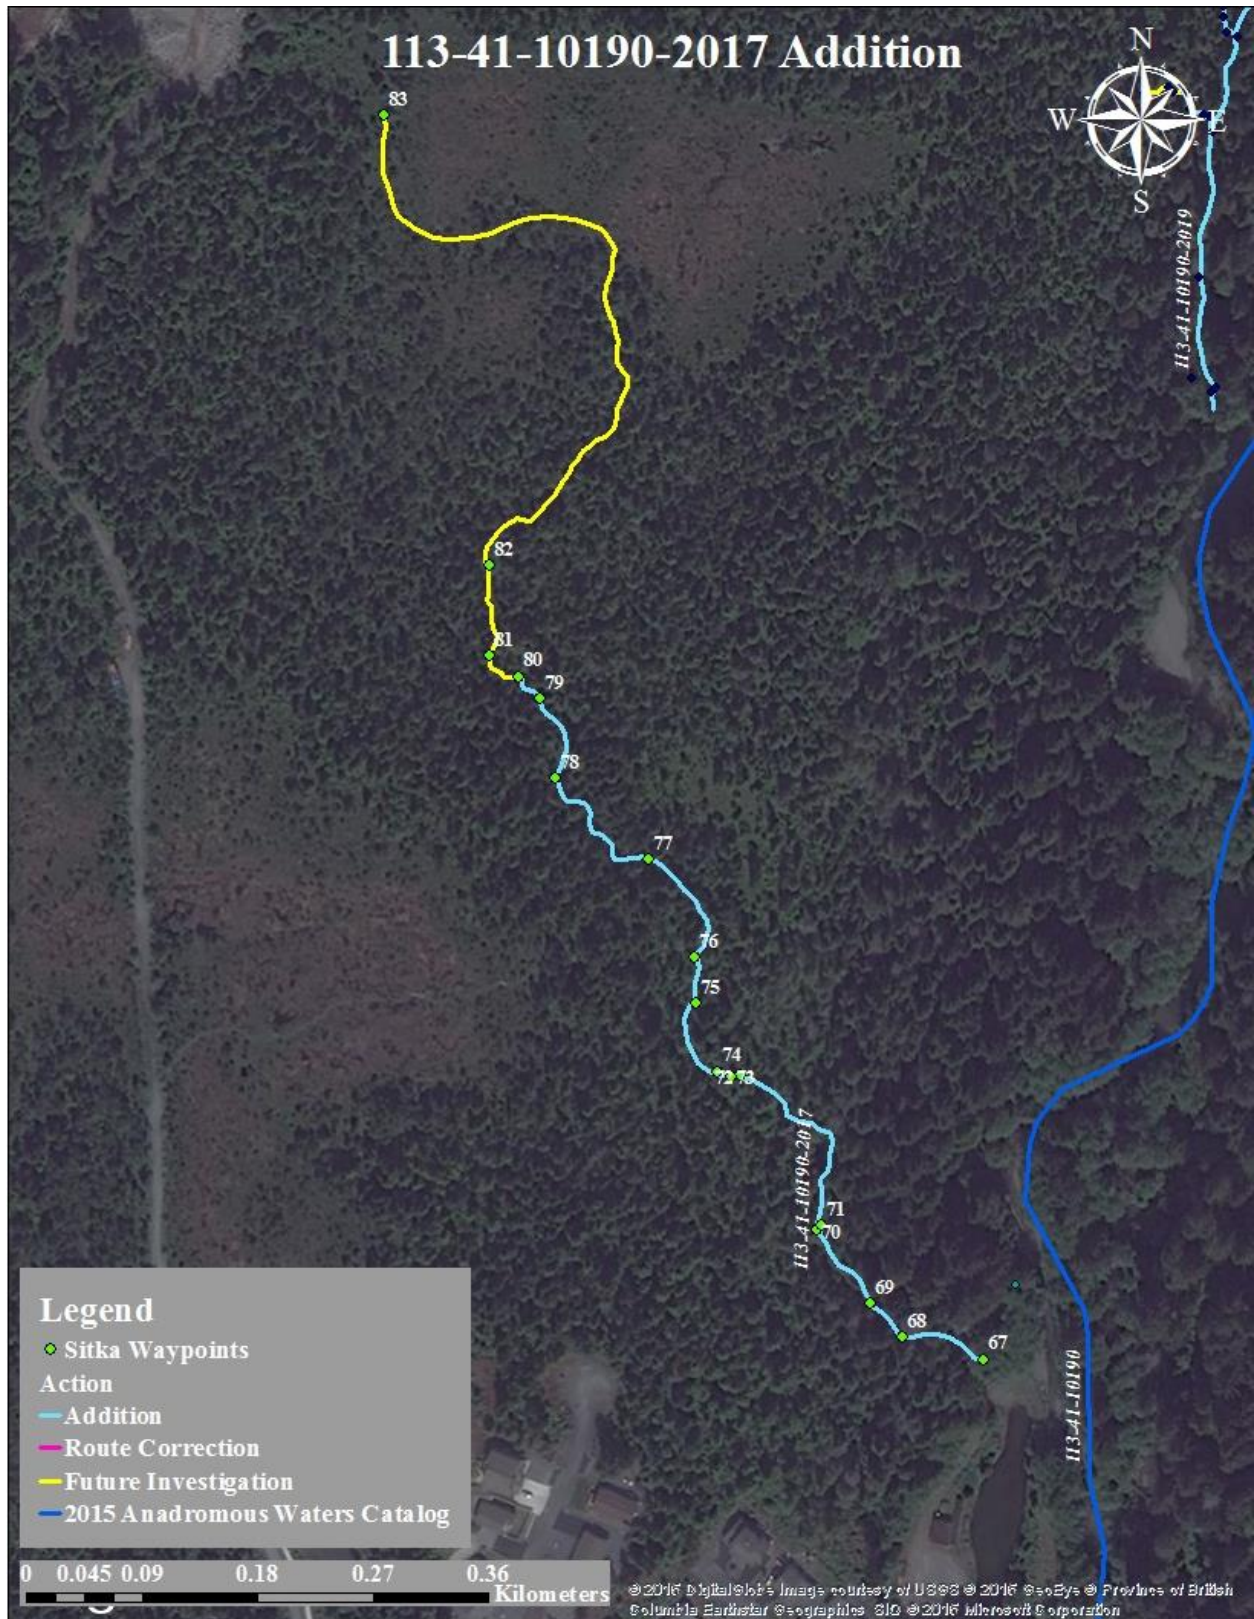 113-41-10190-2017 Addition
N
W
E
S
83
113-41-10190-2019
82
81
80
79
78
77
76
75
74
72
73
113-41-10190-2017
71
70
69
68
67
113-41-10190
Legend
Sitka Waypoints
Action
Addition
Route Correction
Future Investigation
2015 Anadromous Waters Catalog
0 0.045 0.09 0.18 0.27 0.36
Kilometers
© 2016 DigitalGlobe Image courtesy of USGS © 2016 GeoEye © Province of British
Columbia Earthstar Geographics SIO © 2016 Microsoft Corporation